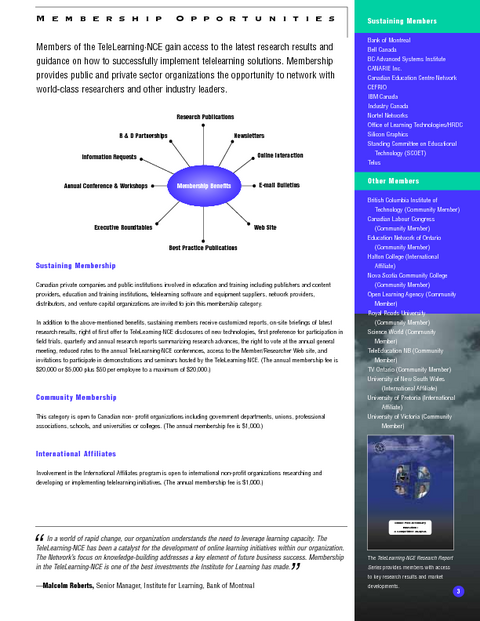 MEMBERSHIP OPPORTUNITIES
Members of the TeleLearning-NCE gain access to the latest research results and
guidance on how to successfully implement telelearning solutions. Membership
provides public and private sector organizations the opportunity to network with
world-class researchers and other industry leaders.
Research Publications
R & D Partnerships
Newsletters
Information Requests
Online Interaction
Annual Conference & Workshops
Membership Benefits
E-mail Bulletins
Executive Roundtables
Web Site
Best Practice Publications
Sustaining Membership
Canadian private companies and public institutions involved in education and training including publishers and content
providers, education and training institutions, telelearning software and equipment suppliers, network providers,
distributors, and venture capital organizations are invited to join this membership category.
In addition to the above-mentioned benefits, sustaining members receive customized reports, on-site briefings of latest
research results, right of first offer to TeleLearning-NCE disclosures of new technologies, first preference for participation in
field trials, quarterly and annual research reports summarizing research advances, the right to vote at the annual general
meeting, reduced rates to the annual TeleLearning-NCE conferences, access to the Member/Researcher Web site, and
invitations to participate in demonstrations and seminars hosted by the TeleLearning-NCE. (The annual membership fee is
$20,000 or $5,000 plus $50 per employee to a maximum of $20,000.)
Community Membership
This category is open to Canadian non- profit organizations including government departments, unions, professional
associations, schools, and universities or colleges. (The annual membership fee is $1,000.)
International Affiliates
Involvement in the International Affiliates program is open to international non-profit organizations researching and
developing or implementing telelearning initiatives. (The annual membership fee is $1,000.)
“ In a world of rapid change, our organization understands the need to leverage learning capacity. The
TeleLearning-NCE has been a catalyst for the development of online learning initiatives within our organization.
The Network's focus on knowledge-building addresses a key element of future business success. Membership
in the TeleLearning-NCE is one of the best investments the Institute for Learning has made. ”
—Malcolm Roberts, Senior Manager, Institute for Learning, Bank of Montreal
Sustaining Members
Bank of Montreal
Bell Canada
BC Advanced Systems Institute
CANARIE Inc.
Canadian Education Centre Network
CEFRIO
IBM Canada
Industry Canada
Nortel Networks
Office of Learning Technologies/HRDC
Silicon Graphics
Standing Committee on Educational
Technology (SCOET)
Telus
Other Members
British Columbia Institute of
Technology (Community Member)
Canadian Labour Congress
(Community Member)
Education Network of Ontario
(Community Member)
Halton College (International
Affiliate)
Nova Scotia Community College
(Community Member)
Open Learning Agency (Community
Member)
Royal Roads University
(Community Member)
Science World (Community
Member)
TeleEducation NB (Community
Member)
TV Ontario (Community Member)
University of New South Wales
(International Affiliate)
University of Pretoria (International
Affiliate)
University of Victoria (Community
Member)
The TeleLearning NCE Research Report
Series provides members with access
to key research results and market
developments.
3